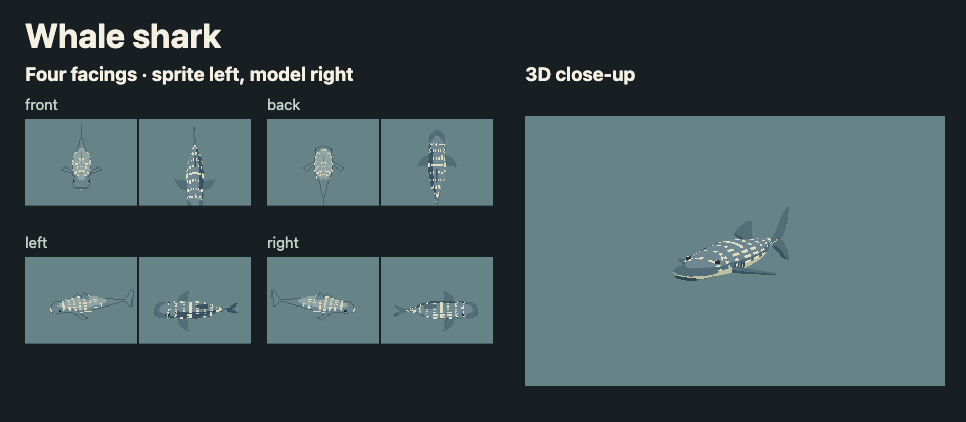 Whale shark
Four facings · sprite left, model right
3D close-up
front
back
left
right